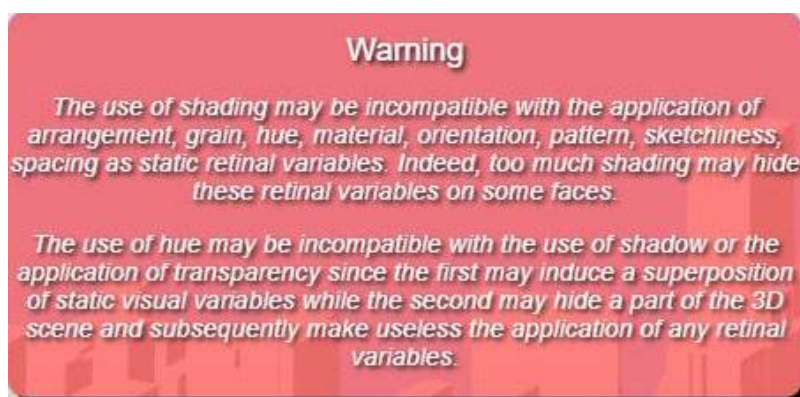 Warning
The use of shading may be incompatible with the application of
arrangement, grain, hue, material, orientation, pattern, sketchiness,
spacing as static retinal variables. Indeed, too much shading may hide
these retinal variables on some faces.
The use of hue may be incompatible with the use of shadow or the
application of transparency since the first may induce a superposition
of static visual variables while the second may hide a part of the 3D
scene and subsequently make useless the application of any retinal
variables.